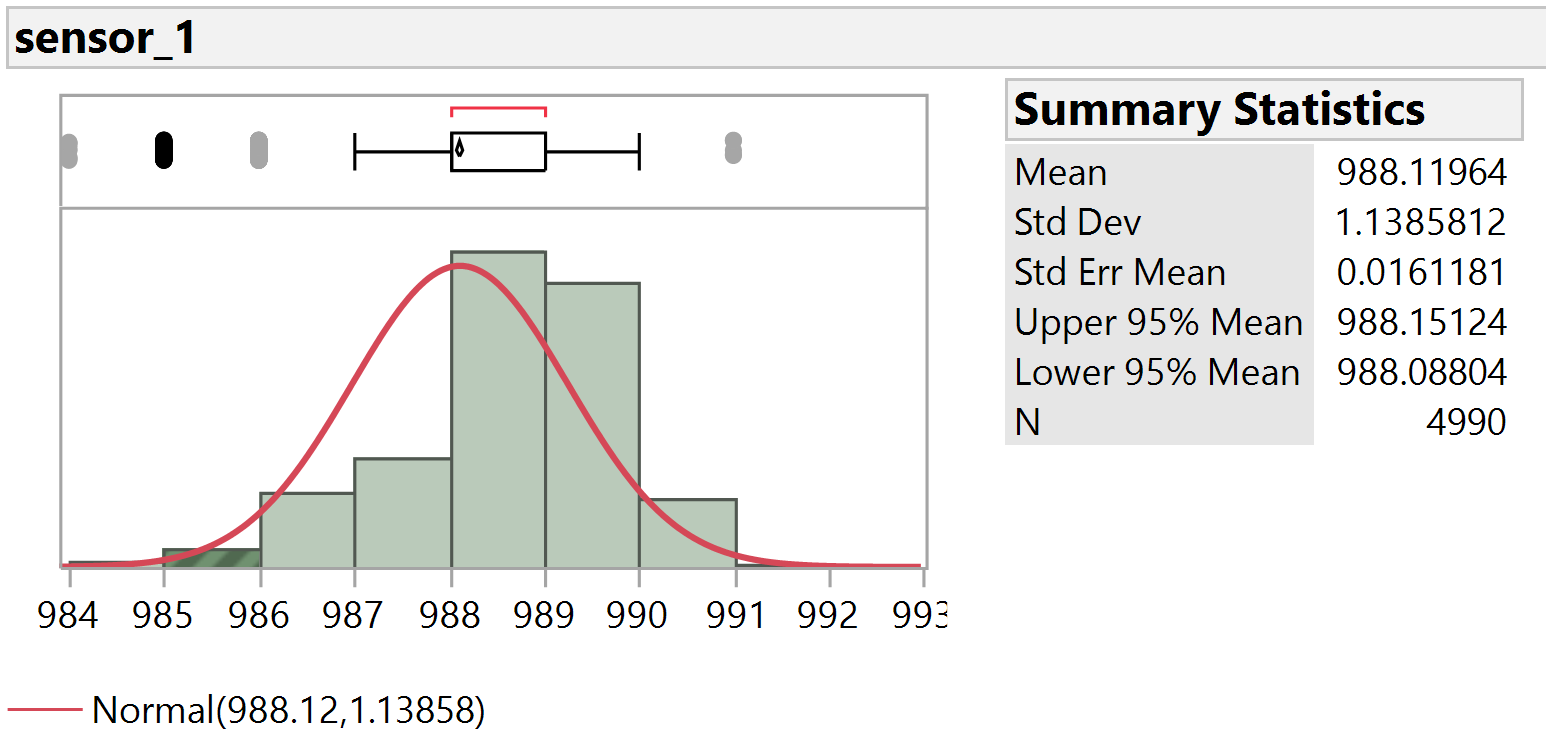 sensor_1
Summary Statistics
Mean 988.11964
Std Dev 1.1385812
Std Err Mean 0.0161181
Upper 95% Mean 988.15124
Lower 95% Mean 988.08804
N 4990
984 985 986 987 988 989 990 991 992 993
Normal(988.12,1.13858)